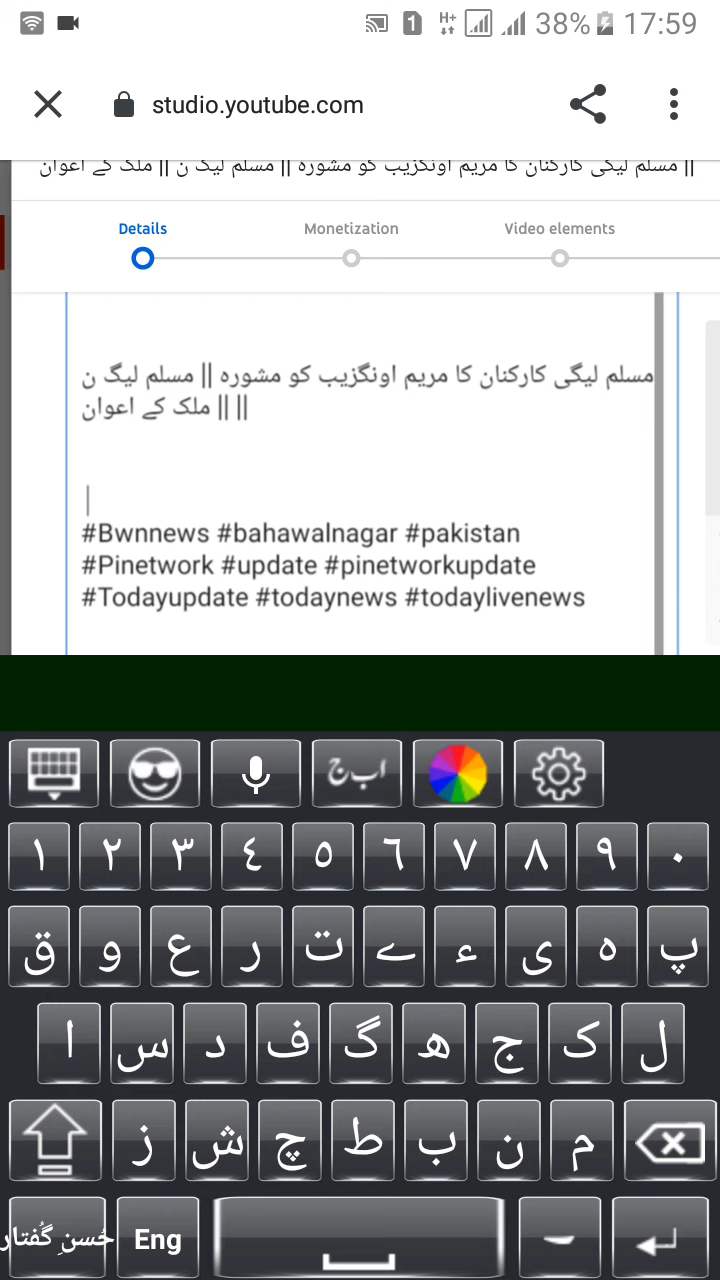 1 H+ 38% 17:59
studio.youtube.com
|| مسلم لیگی کارکنان کا مریم اونگزیب کو مشورہ || مسلم لیگ ن || ملک کے اعوان
Details Monetization Video elements
مسلم لیگی کارکنان کا مریم اونگزیب کو مشورہ || مسلم لیگ ن
|| || ملک کے اعوان
#Bwnnews #bahawalnagar #pakistan
#Pinetwork #update #pinetworkupdate
#Todayupdate #todaynews #todaylivenews
اب ج
١ ٢ ٣ ٤ ٥ ٦ ٧ ٨ ٩ ٠
ق و ع ر ت ے ء ی ہ پ
ا س د ف گ ھ ج ک ل
ز ش چ ط ب ن م
حُسنِ گُفتار Eng ۔